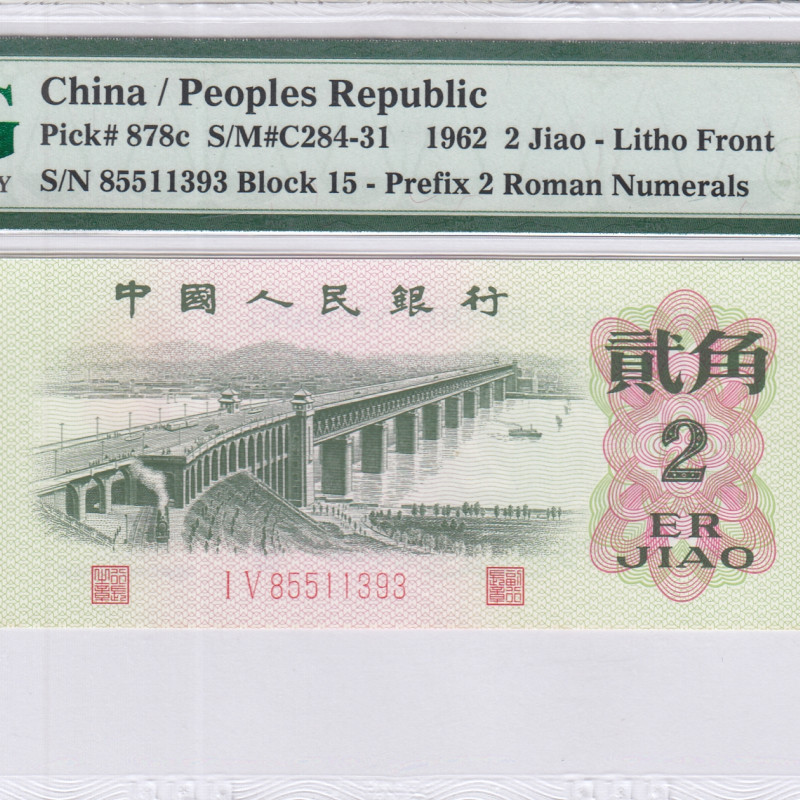 China / Peoples Republic
Pick# 878c S/M#C284-31 1962 2 Jiao - Litho Front
S/N 85511393 Block 15 - Prefix 2 Roman Numerals
G
Y
中國人民銀行
貳角
2
ER
JIAO
I V 85511393